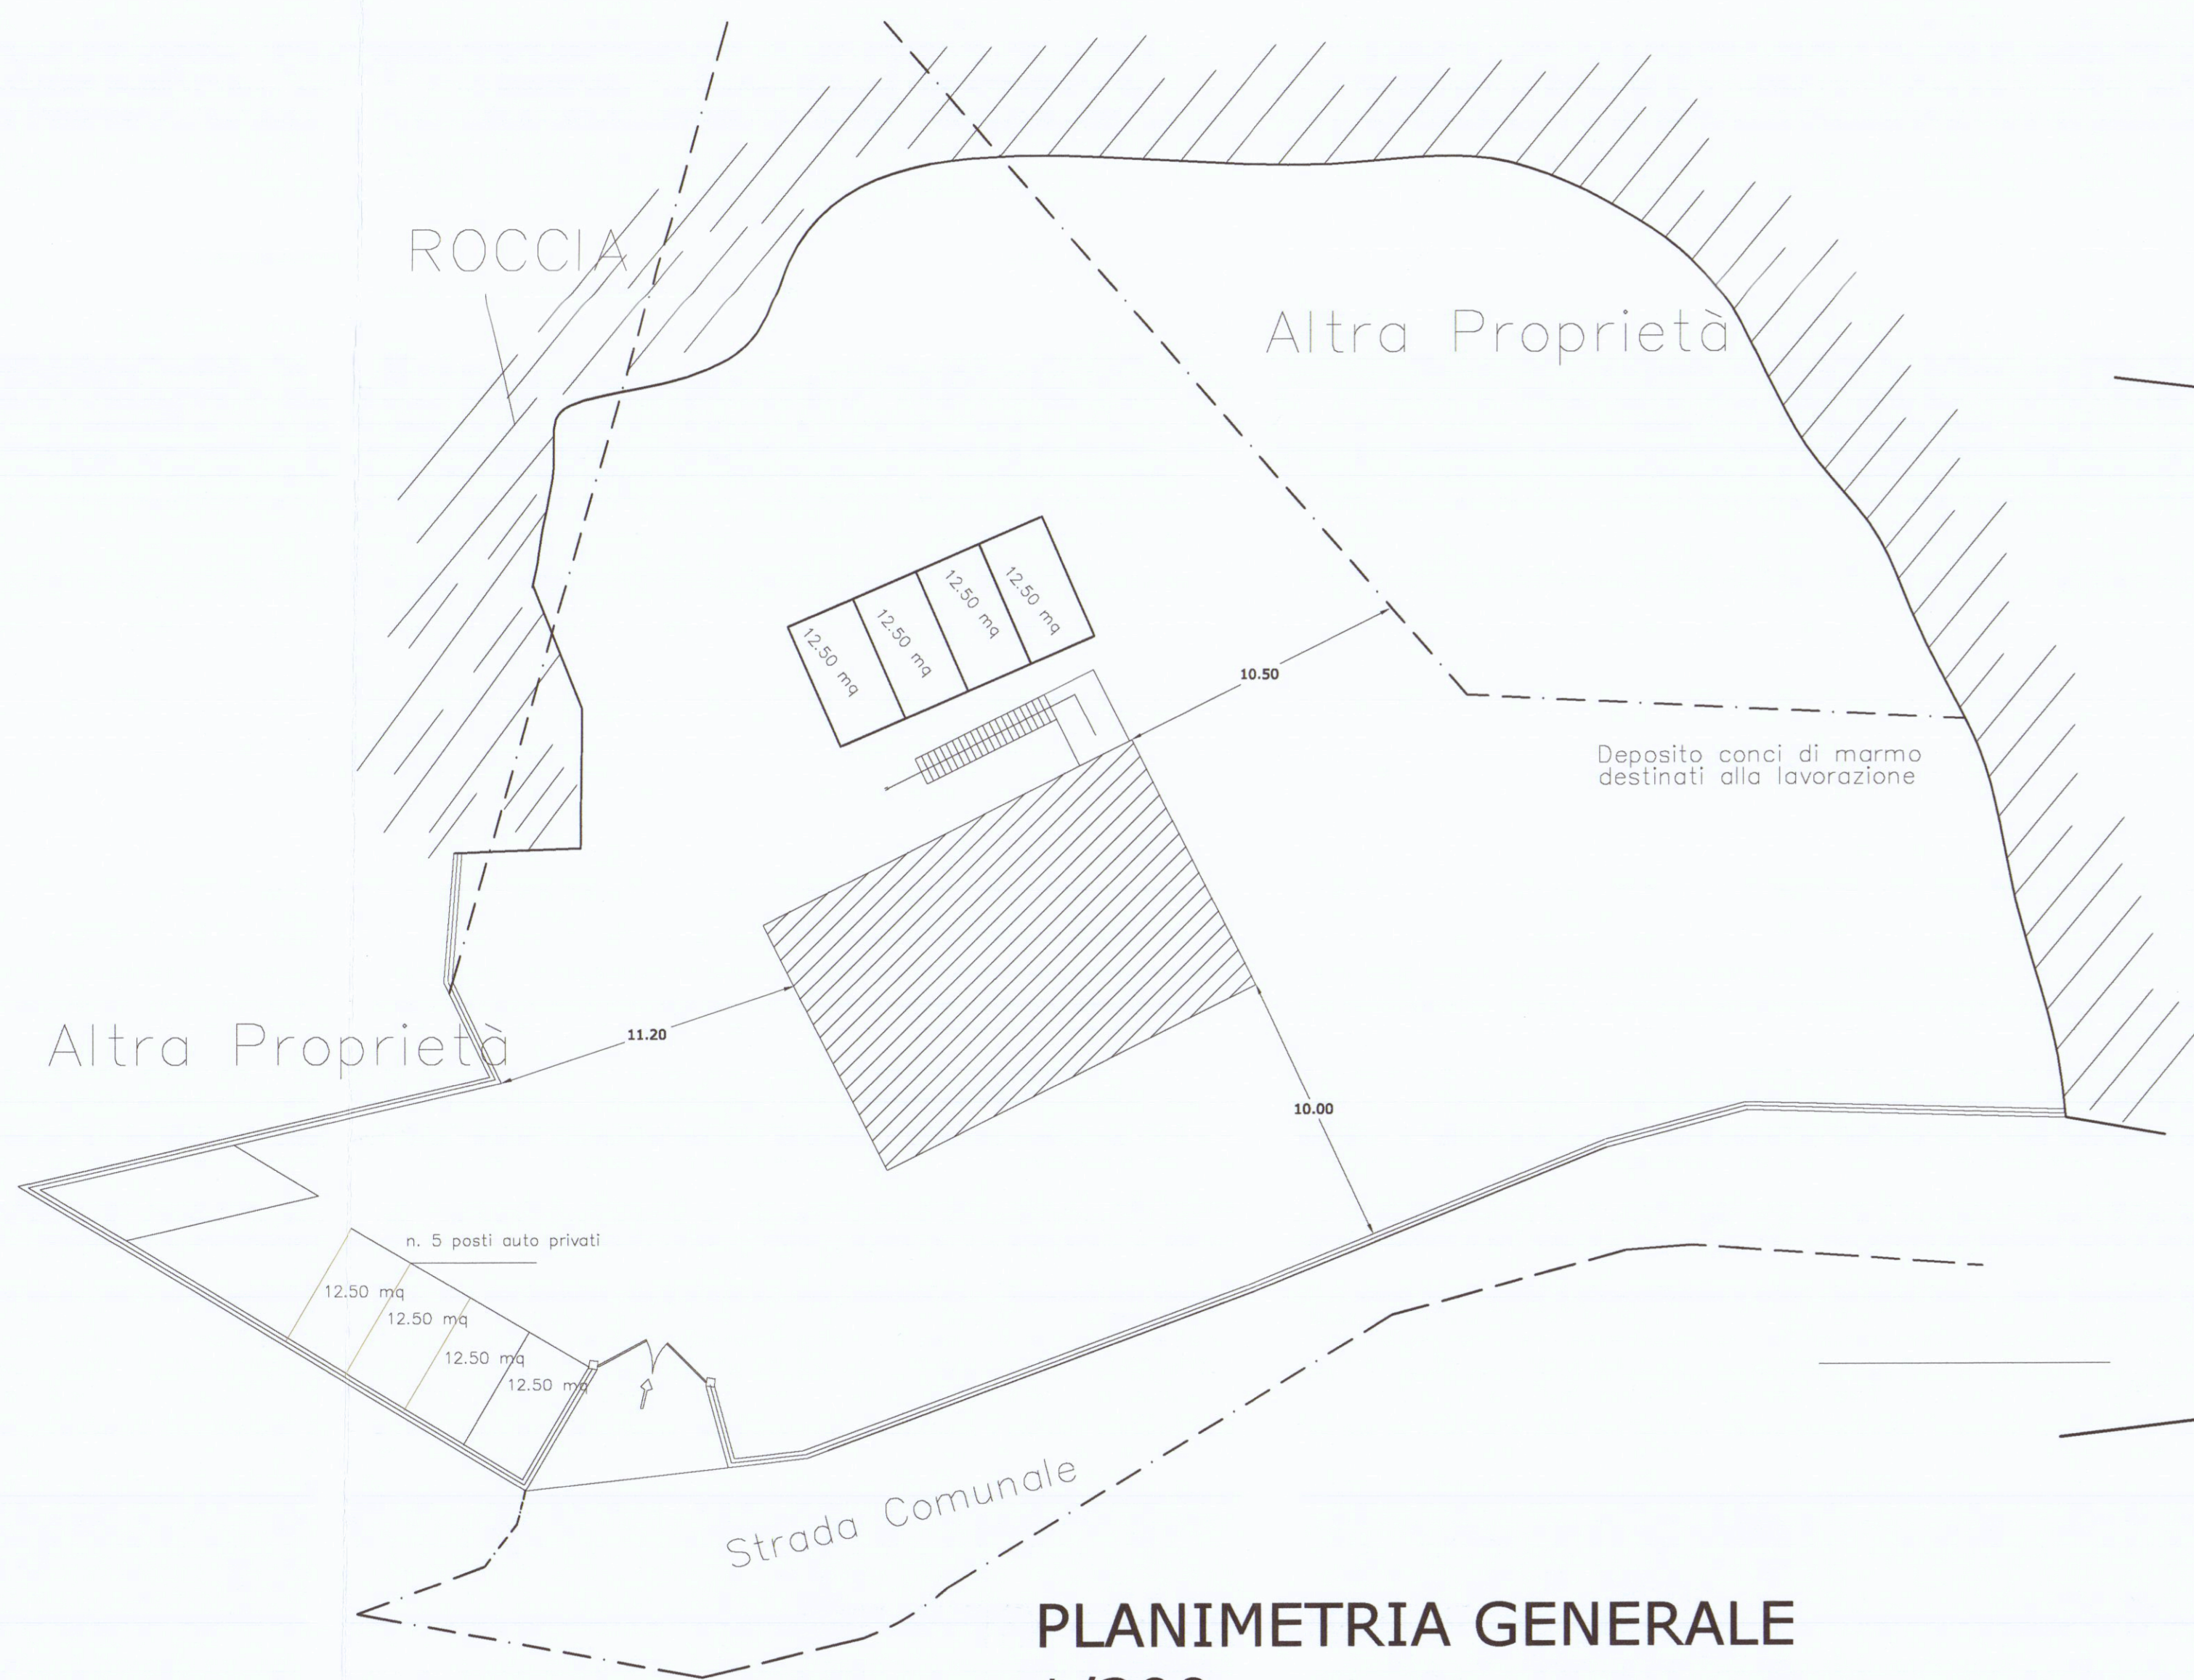 ROCCIA
Altra Proprietà
12.50 mq
12.50 mq
12.50 mq
12.50 mq
10.50
Deposito conci di marmo
destinati alla lavorazione
11.20
Altra Proprietà
10.00
n. 5 posti auto privati
12.50 mq
12.50 mq
12.50 mq
12.50 mq
Strada Comunale
PLANIMETRIA GENERALE